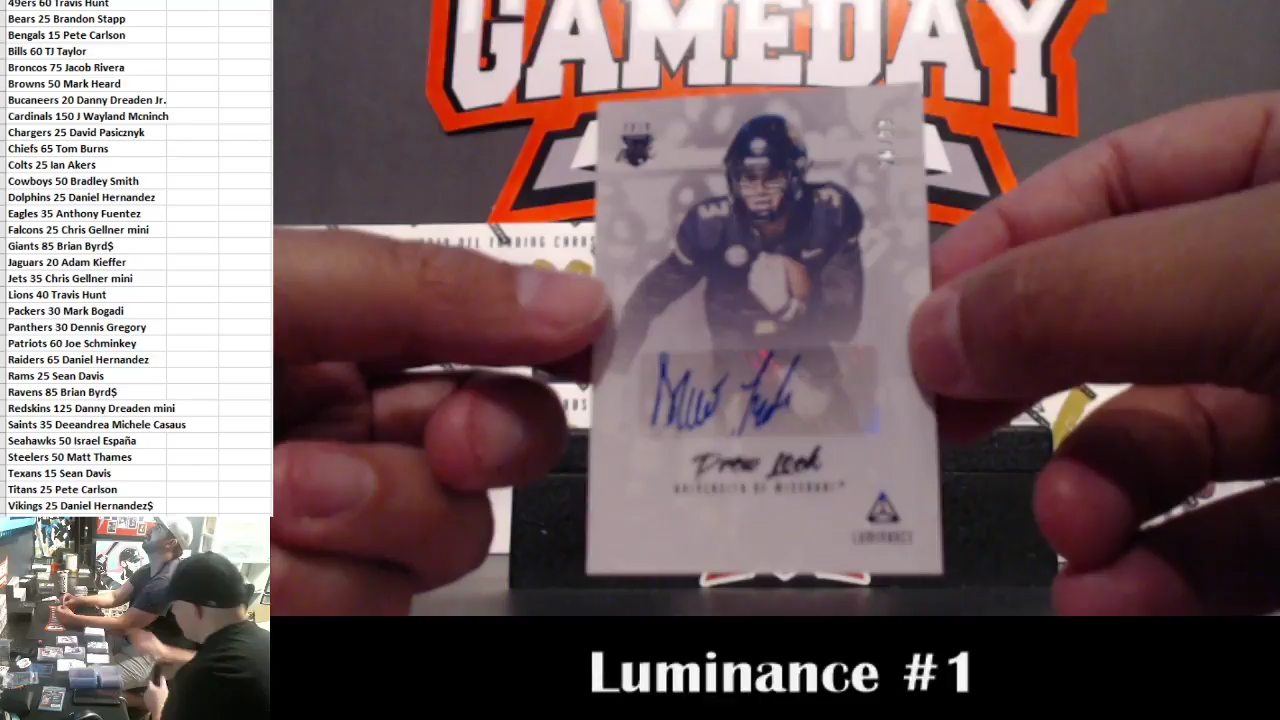 49ers 60 Travis Hunt
Bears 25 Brandon Stapp
Bengals 15 Pete Carlson
Bills 60 TJ Taylor
Broncos 75 Jacob Rivera
Browns 50 Mark Heard
Bucaneers 20 Danny Dreaden Jr.
Cardinals 150 J Wayland Mcninch
Chargers 25 David Pasicznyk
Chiefs 65 Tom Burns
Colts 25 Ian Akers
Cowboys 50 Bradley Smith
Dolphins 25 Daniel Hernandez
Eagles 35 Anthony Fuentez
Falcons 25 Chris Gellner mini
Giants 85 Brian Byrd$
Jaguars 20 Adam Kieffer
Jets 35 Chris Gellner mini
Lions 40 Travis Hunt
Packers 30 Mark Bogadi
Panthers 30 Dennis Gregory
Patriots 60 Joe Schminkey
Raiders 65 Daniel Hernandez
Rams 25 Sean Davis
Ravens 85 Brian Byrd$
Redskins 125 Danny Dreaden mini
Saints 35 Deeandrea Michele Casaus
Seahawks 50 Israel España
Steelers 50 Matt Thames
Texans 15 Sean Davis
Titans 25 Pete Carlson
Vikings 25 Daniel Hernandez$
GAMEDAY
TRADING CARDS
3
3
Drew Lock
UNIVERSITY OF MISSOURI
LUMINANCE
Luminance #1